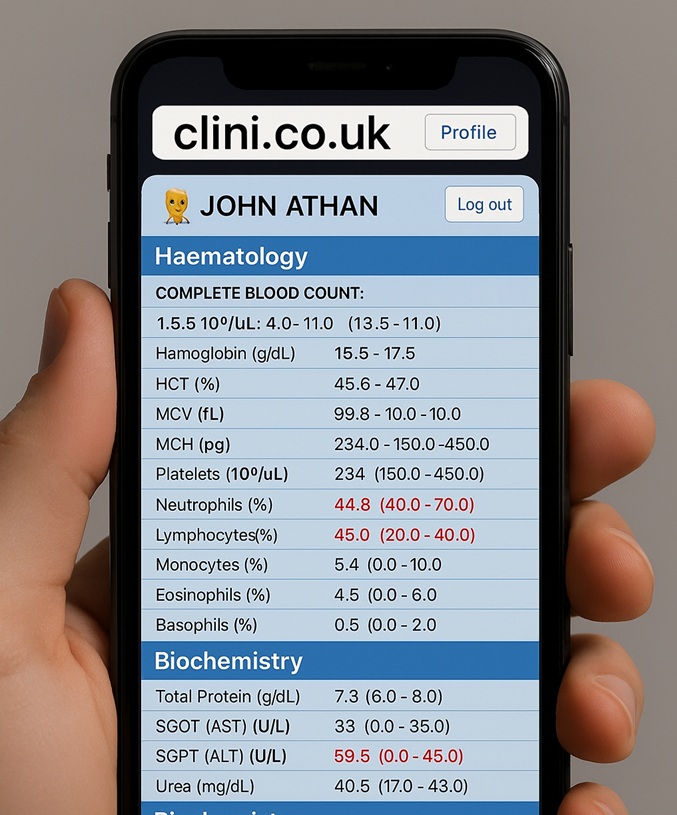 clini.co.uk Profile
JOHN ATHAN Log out
Haematology
COMPLETE BLOOD COUNT:
1.5.5 10⁰/uL: 4.0- 11.0 (13.5 - 11.0)
Hamoglobin (g/dL) 15.5 - 17.5
HCT (%) 45.6 - 47.0
MCV (fL) 99.8 - 10.0 -10.0
MCH (pg) 234.0 - 150.0 -450.0
Platelets (10⁰/uL) 234 (150.0 - 450.0)
Neutrophils (%) 44.8 (40.0 - 70.0)
Lymphocytes(%) 45.0 (20.0 - 40.0)
Monocytes (%) 5.4 (0.0 - 10.0
Eosinophils (%) 4.5 (0.0 - 6.0
Basophils (%) 0.5 (0.0 - 2.0
Biochemistry
Total Protein (g/dL) 7.3 (6.0 - 8.0)
SGOT (AST) (U/L) 33 (0.0 - 35.0)
SGPT (ALT) (U/L) 59.5 (0.0 - 45.0)
Urea (mg/dL) 40.5 (17.0 - 43.0)